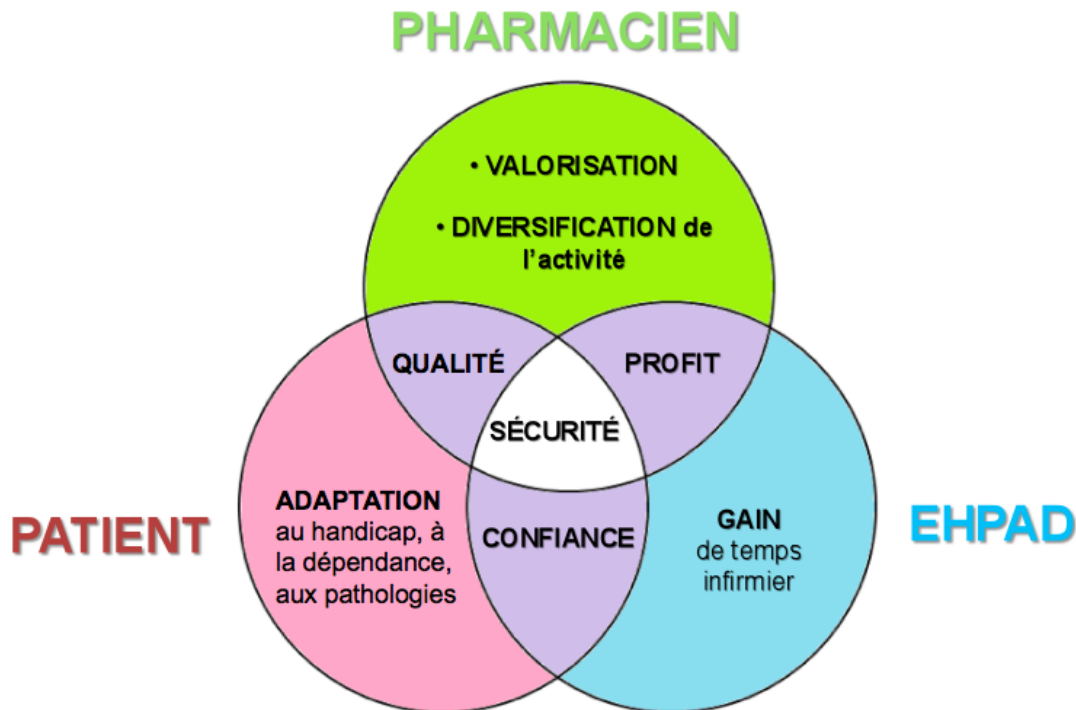 PHARMACIEN
• VALORISATION
• DIVERSIFICATION de
l’activité
QUALITÉ
PROFIT
SÉCURITÉ
PATIENT
ADAPTATION
au handicap, à
la dépendance,
aux pathologies
CONFIANCE
GAIN
de temps
infirmier
EHPAD